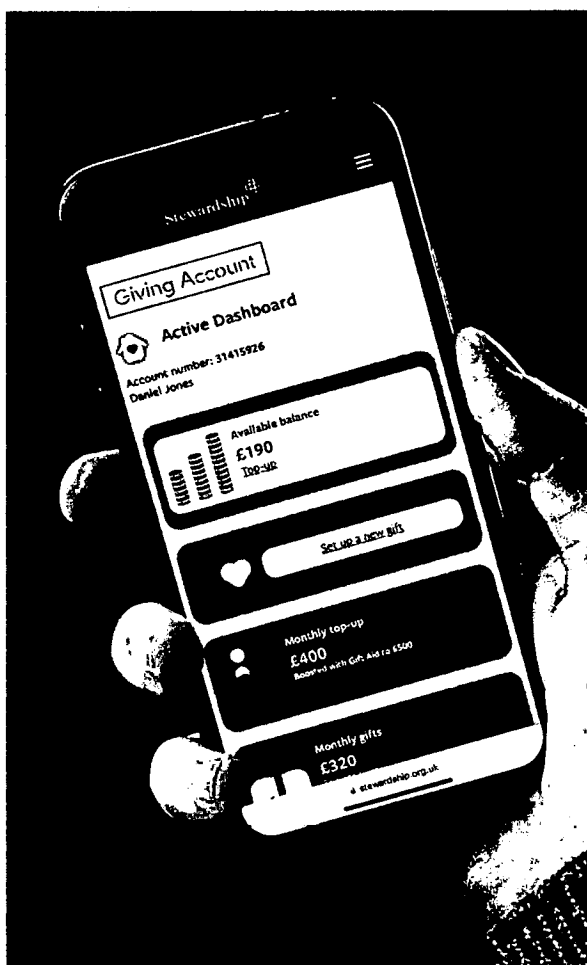 Stewardship
Giving Account
Active Dashboard
Account number: 31415926
Daniel Jones
Available balance
£190
Top-up
Set up a new gift
Monthly top-up
£400
Boosted with Gift Aid to £500
Monthly gifts
£320
stewardship.org.uk